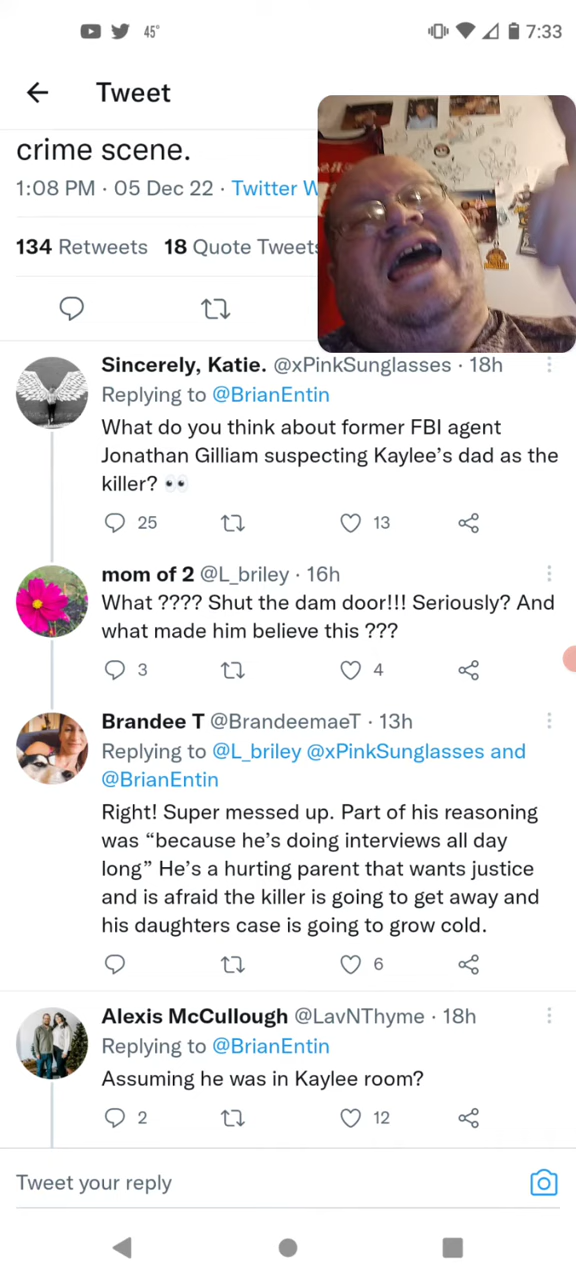 45°
7:33
Tweet
crime scene.
1:08 PM · 05 Dec 22 · Twitter W
134 Retweets 18 Quote Tweets
Sincerely, Katie. @xPinkSunglasses · 18h
Replying to @BrianEntin
What do you think about former FBI agent
Jonathan Gilliam suspecting Kaylee's dad as the
killer? 👀
25 13
mom of 2 @L_briley · 16h
What ???? Shut the dam door!!! Seriously? And
what made him believe this ???
3 4
Brandee T @BrandeemaeT · 13h
Replying to @L_briley @xPinkSunglasses and
@BrianEntin
Right! Super messed up. Part of his reasoning
was “because he's doing interviews all day
long” He's a hurting parent that wants justice
and is afraid the killer is going to get away and
his daughters case is going to grow cold.
6
Alexis McCullough @LavNThyme · 18h
Replying to @BrianEntin
Assuming he was in Kaylee room?
2 12
Tweet your reply